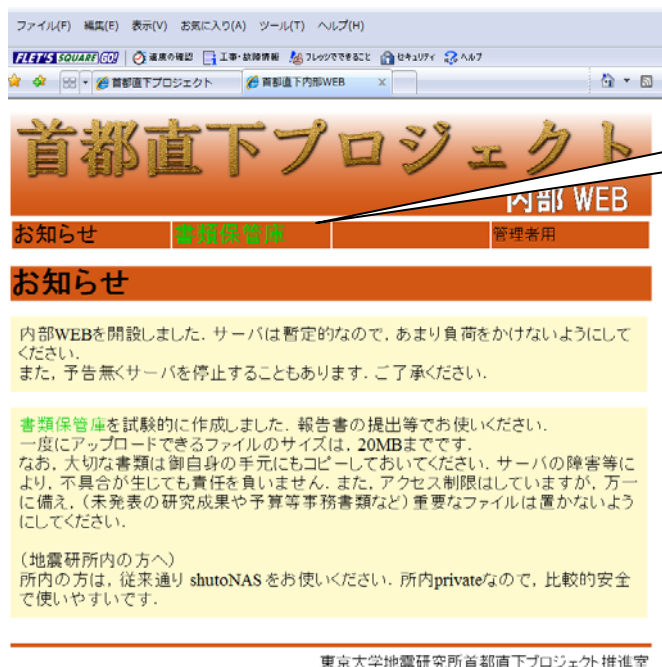 ファイル(F) 編集(E) 表示(V) お気に入り(A) ツール(T) ヘルプ(H)
FLET'S SQUARE GO! 速度の確認 工事・故障情報 フレッツでできること セキュリティ ヘルプ
首都直下プロジェクト 首都直下内部WEB x
首都直下プロジェクト
内部 WEB
お知らせ 書類保管庫 管理者用
お知らせ
内部WEBを開設しました．サーバは暫定的なので，あまり負荷をかけないようにして
ください．
また，予告無くサーバを停止することもあります．ご了承ください．
書類保管庫を試験的に作成しました．報告書の提出等でお使いください．
一度にアップロードできるファイルのサイズは，20MBまでです．
なお，大切な書類は御自身の手元にもコピーしておいてください．サーバの障害等に
より，不具合が生じても責任を負いません．また，アクセス制限はしていますが，万一
に備え，（未発表の研究成果や予算等事務書類など）重要なファイルは置かないよう
にしてください．
（地震研所内の方へ）
所内の方は，従来通り shutoNAS をお使いください．所内privateなので，比較的安全
で使いやすいです．
東京大学地震研究所首都直下プロジェクト推進室